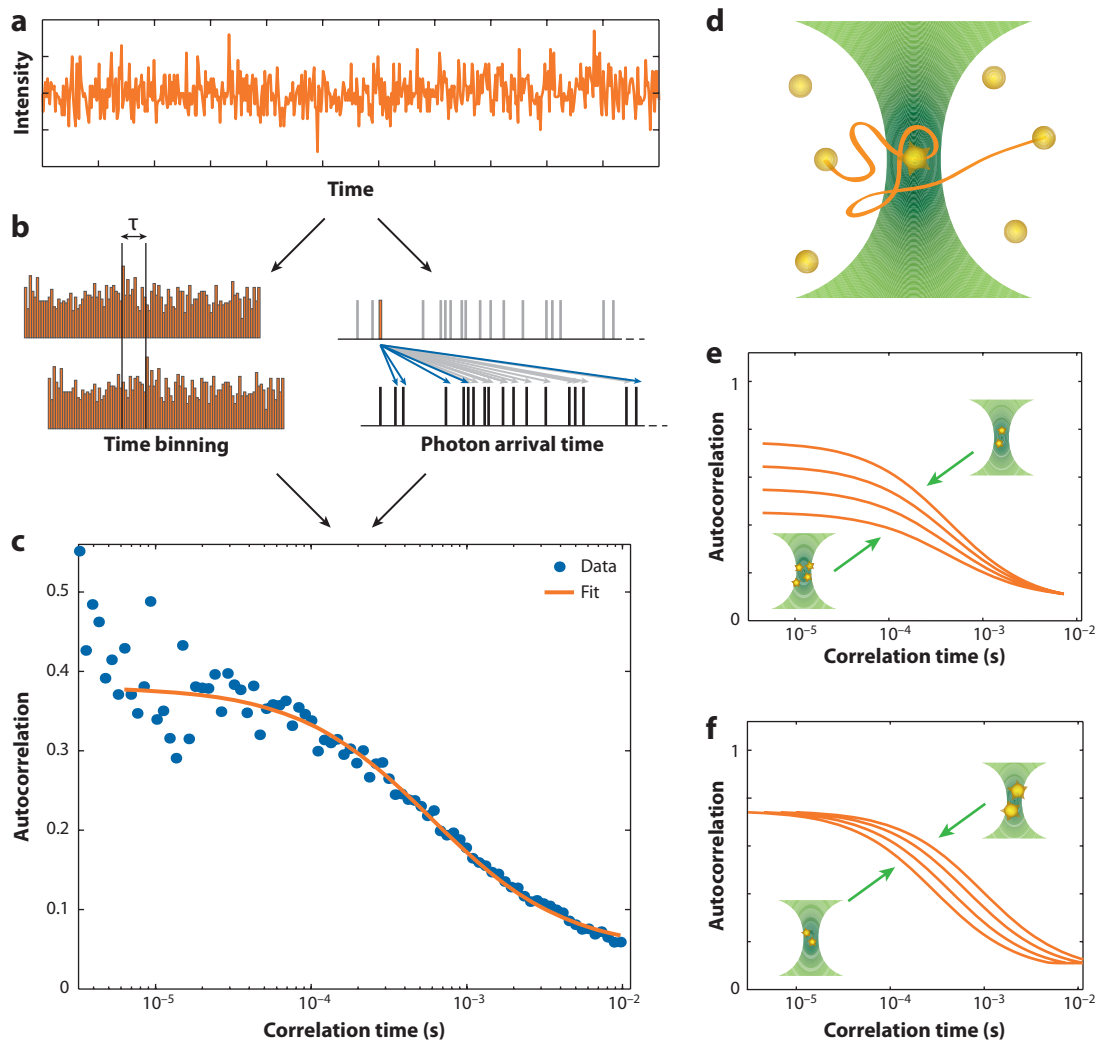 a
Intensity
Time
b
τ
Time binning
Photon arrival time
c
Data
Fit
0.5
0.4
0.3
0.2
0.1
0
Autocorrelation
10⁻⁵
10⁻⁴
10⁻³
10⁻²
Correlation time (s)
d
e
1
0
Autocorrelation
10⁻⁵
10⁻⁴
10⁻³
10⁻²
Correlation time (s)
f
1
0
Autocorrelation
10⁻⁵
10⁻⁴
10⁻³
10⁻²
Correlation time (s)